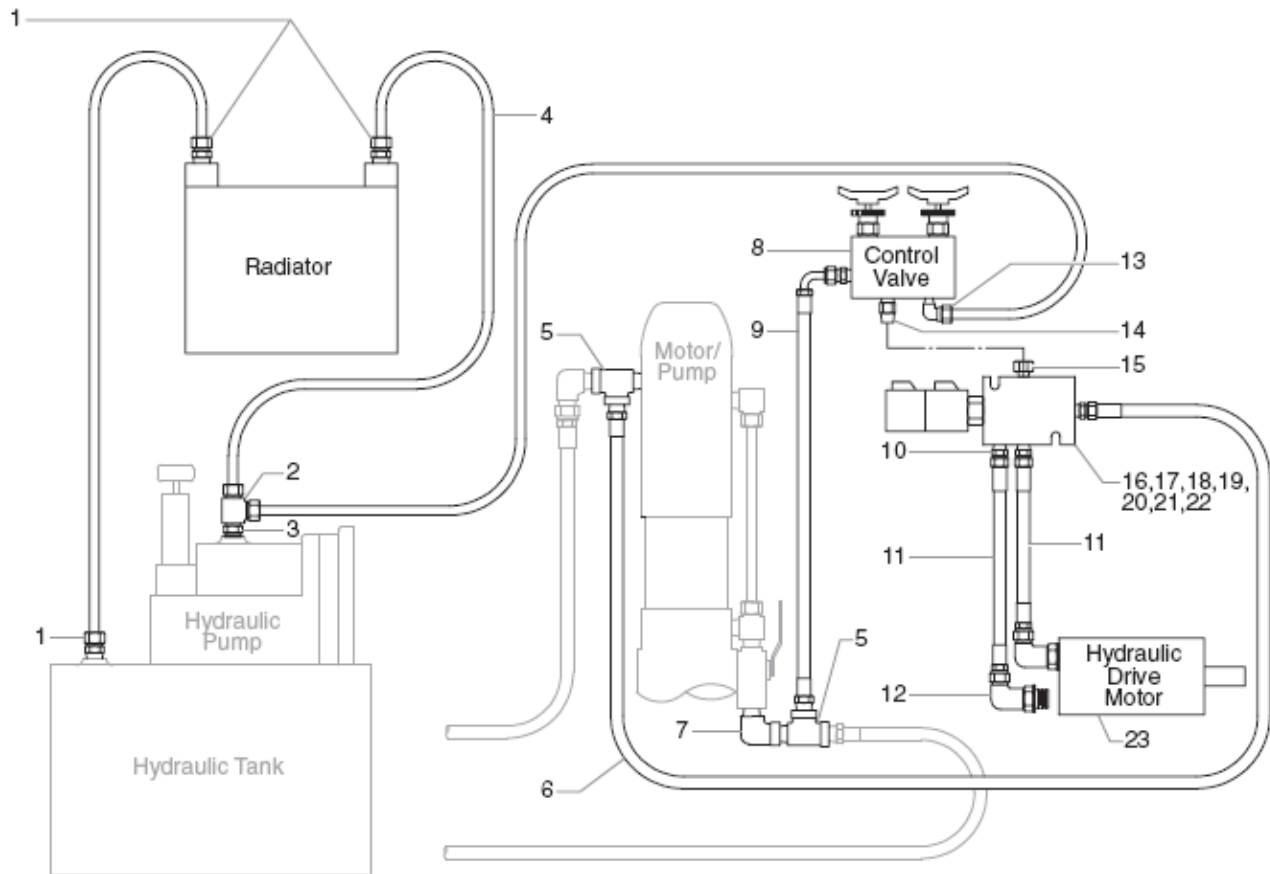 1
4
Radiator
8
Control
Valve
13
5
9
14
Motor/
Pump
15
10
2
16,17,18,19,
20,21,22
3
11
11
Hydraulic
Pump
1
5
Hydraulic
Drive
Motor
12
7
23
Hydraulic Tank
6